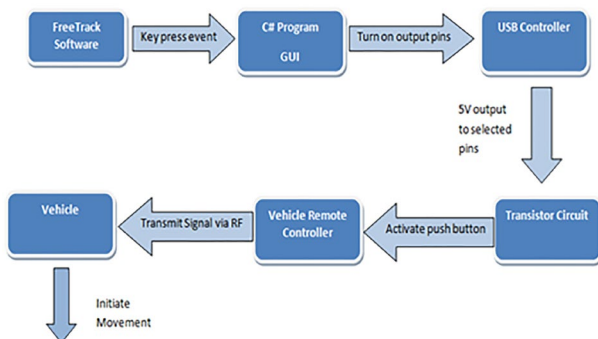 FreeTrack
Software
Key press event
C# Program
GUI
Turn on output pins
USB Controller
5V output
to selected
pins
Transistor Circuit
Activate push button
Vehicle Remote
Controller
Transmit Signal via RF
Vehicle
Initiate
Movement